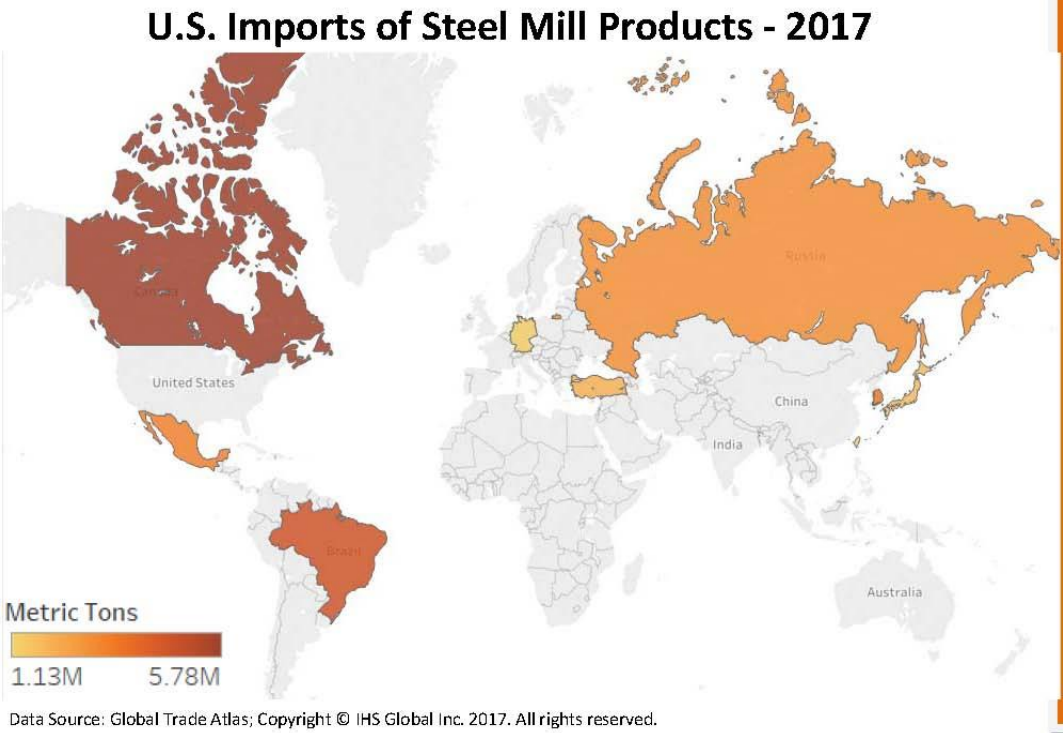 U.S. Imports of Steel Mill Products - 2017
Russia
Canada
United States
China
India
Brazil
Australia
Metric Tons
1.13M 5.78M
Data Source: Global Trade Atlas; Copyright © IHS Global Inc. 2017. All rights reserved.